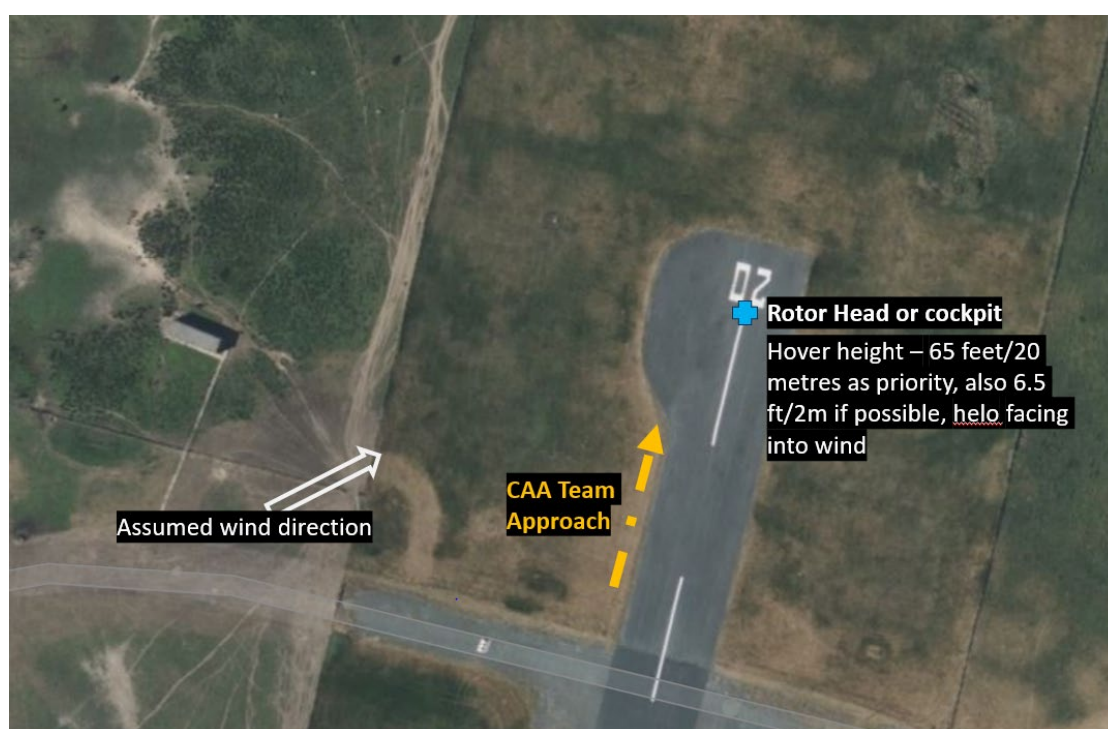 20
Rotor Head or cockpit
Hover height – 65 feet/20
metres as priority, also 6.5
ft/2m if possible, helo facing
into wind
CAA Team
Approach
Assumed wind direction